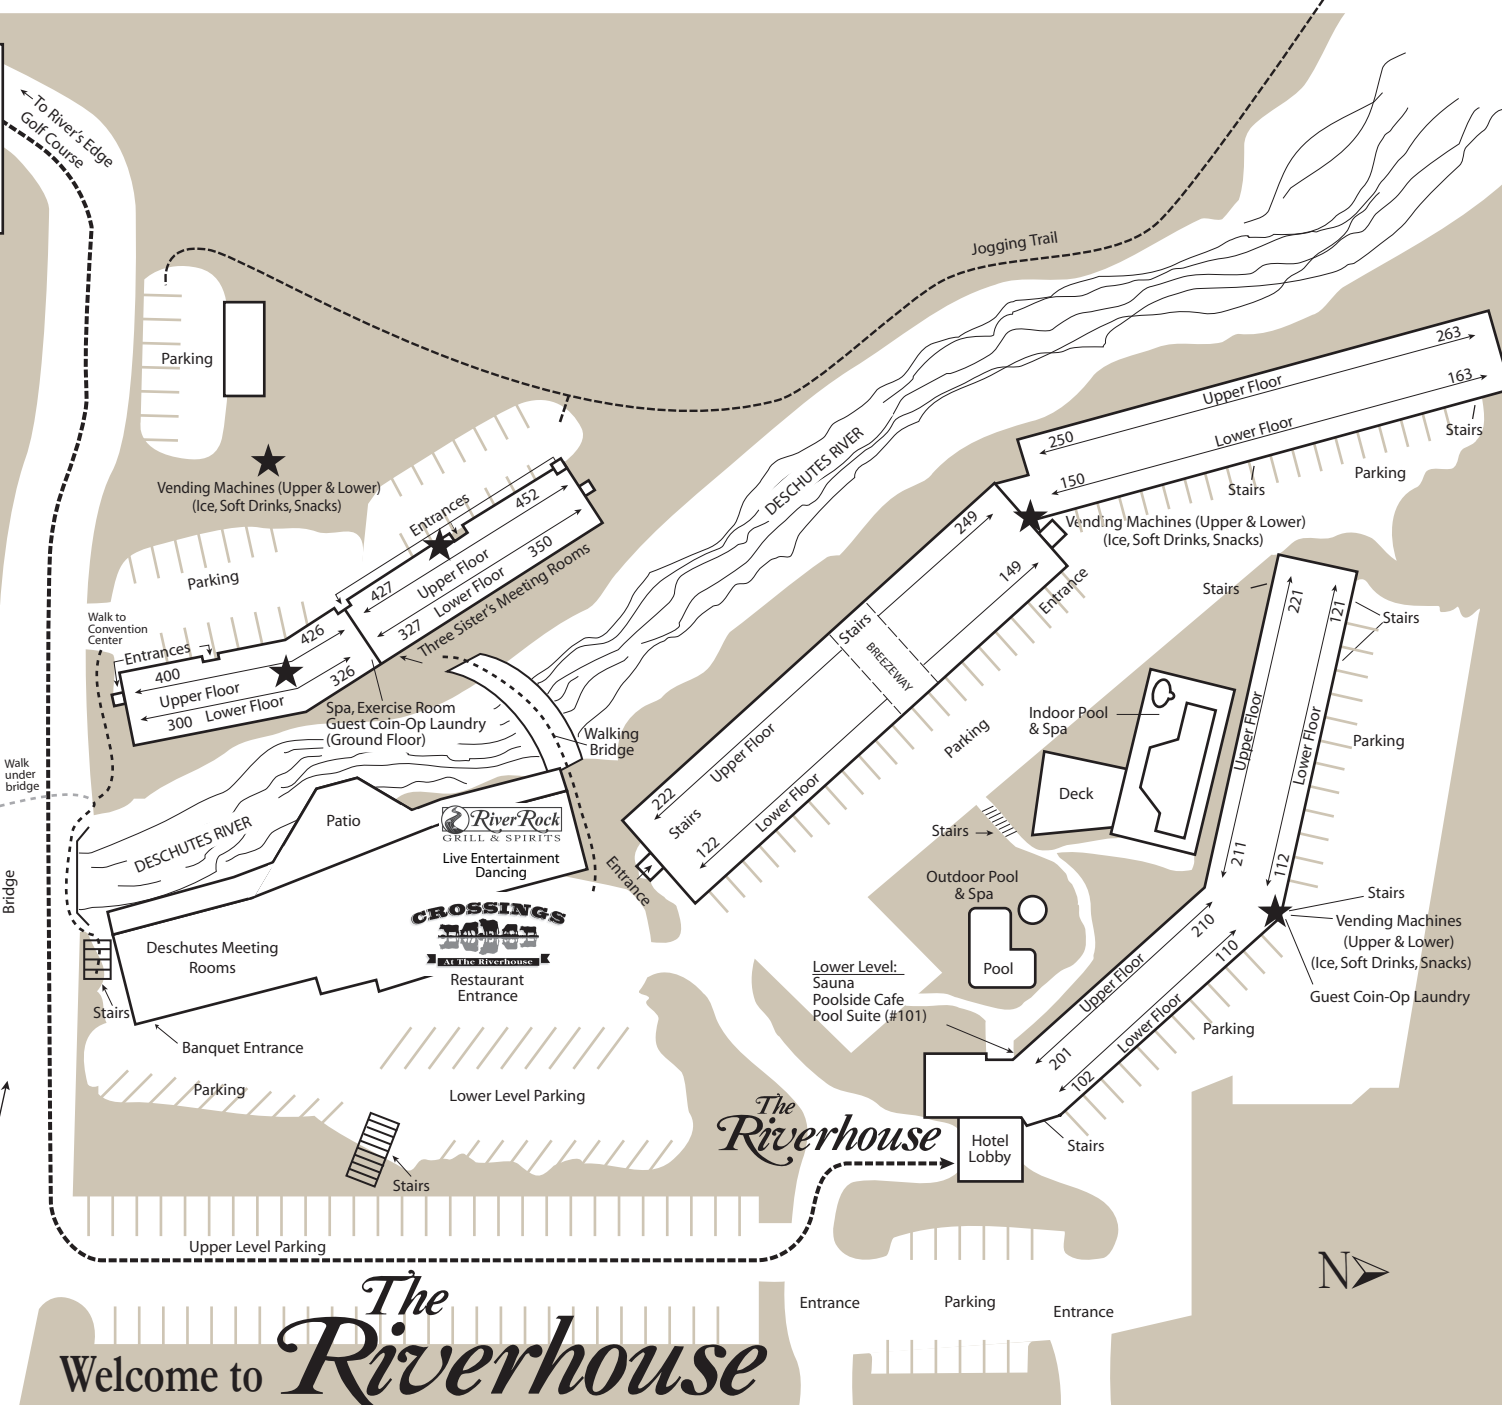 To River's Edge
Golf Course
Jogging Trail
Parking
Vending Machines (Upper & Lower)
(Ice, Soft Drinks, Snacks)
Parking
Entrances
452
427
Upper Floor
350
Lower Floor
327
Three Sister's Meeting Rooms
Walk to
Convention
Center
Entrances
426
400
Upper Floor
326
300
Lower Floor
Spa, Exercise Room
Guest Coin-Op Laundry
(Ground Floor)
Walking
Bridge
DESCHUTES RIVER
263
Upper Floor
163
250
Lower Floor
150
Stairs
Stairs
Parking
Vending Machines (Upper & Lower)
(Ice, Soft Drinks, Snacks)
249
149
Entrance
Stairs
BREEZEWAY
Upper Floor
222
Stairs
Lower Floor
122
Entrance
Parking
Stairs
221
121
Stairs
Upper Floor
Lower Floor
Parking
211
112
Indoor Pool
& Spa
Deck
Stairs
Outdoor Pool
& Spa
Pool
Stairs
Vending Machines
(Upper & Lower)
(Ice, Soft Drinks, Snacks)
Guest Coin-Op Laundry
210
110
Upper Floor
Lower Floor
201
102
Parking
Lower Level:
Sauna
Poolside Cafe
Pool Suite (#101)
Walk
under
bridge
Bridge
DESCHUTES RIVER
Patio
RiverRock
GRILL & SPIRITS
Live Entertainment
Dancing
CROSSINGS
At The Riverhouse
Restaurant
Entrance
Deschutes Meeting
Rooms
Stairs
Banquet Entrance
Parking
Lower Level Parking
Stairs
The
Riverhouse
Hotel
Lobby
Stairs
Upper Level Parking
Entrance
Parking
Entrance
N
Welcome to
The
Riverhouse